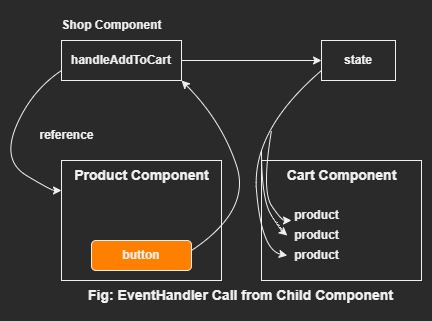 Shop Component
handleAddToCart
state
reference
Product Component
Cart Component
product
product
product
button
Fig: EventHandler Call from Child Component